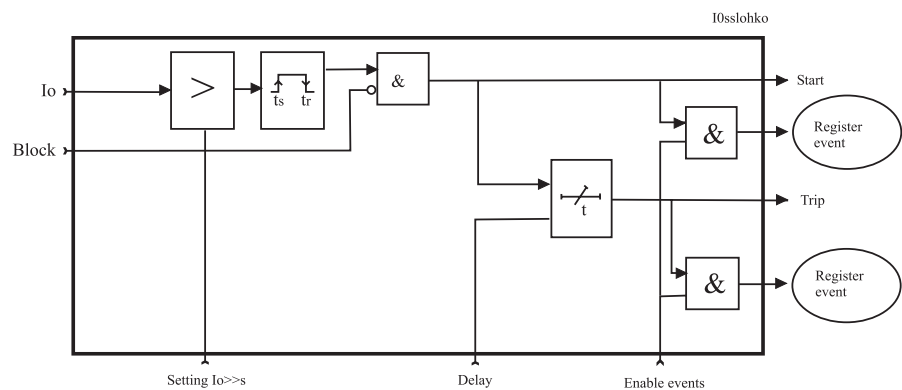 I0sslohko
Io
>
ts tr
&
Start
Block
&
Register
event
t
Trip
&
Register
event
Setting Io>>s
Delay
Enable events